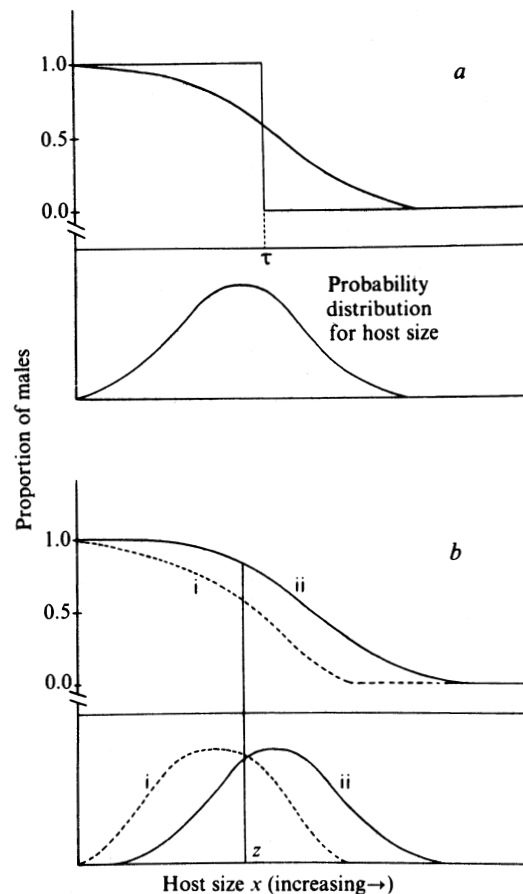 a
1.0
0.5
0.0
τ
Probability
distribution
for host size
Proportion of males
b
1.0
ii
i
0.5
0.0
i
ii
z
Host size x (increasing→)